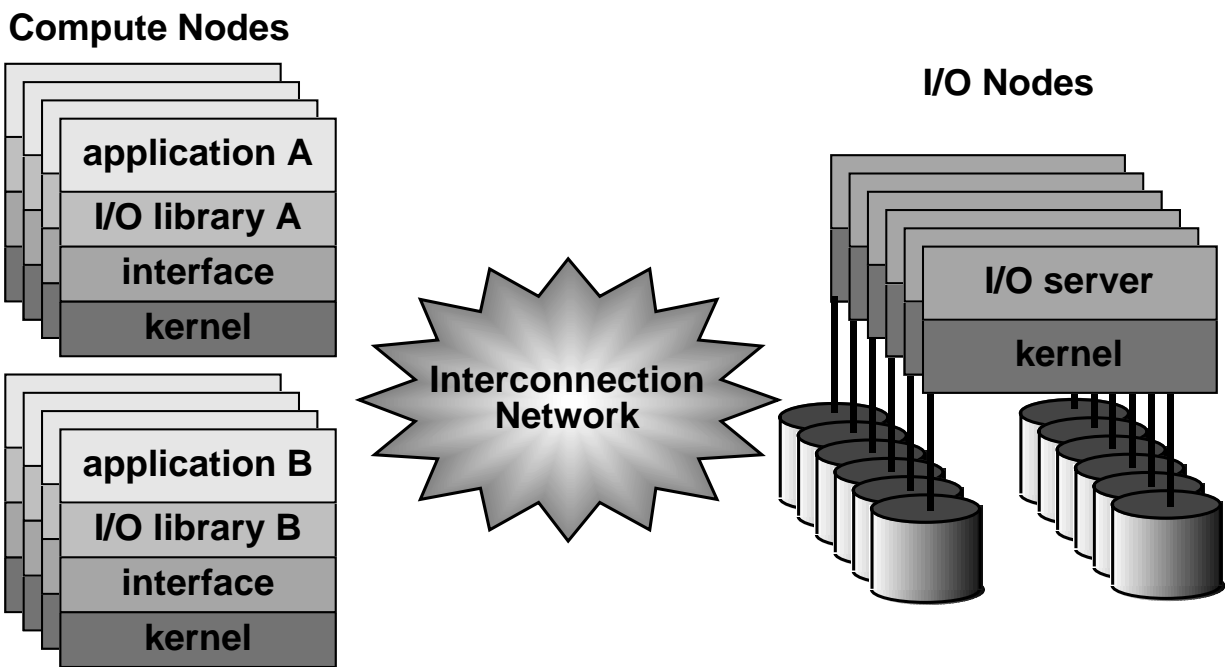 Compute Nodes
application A
I/O library A
interface
kernel
application B
I/O library B
interface
kernel
Interconnection
Network
I/O Nodes
I/O server
kernel